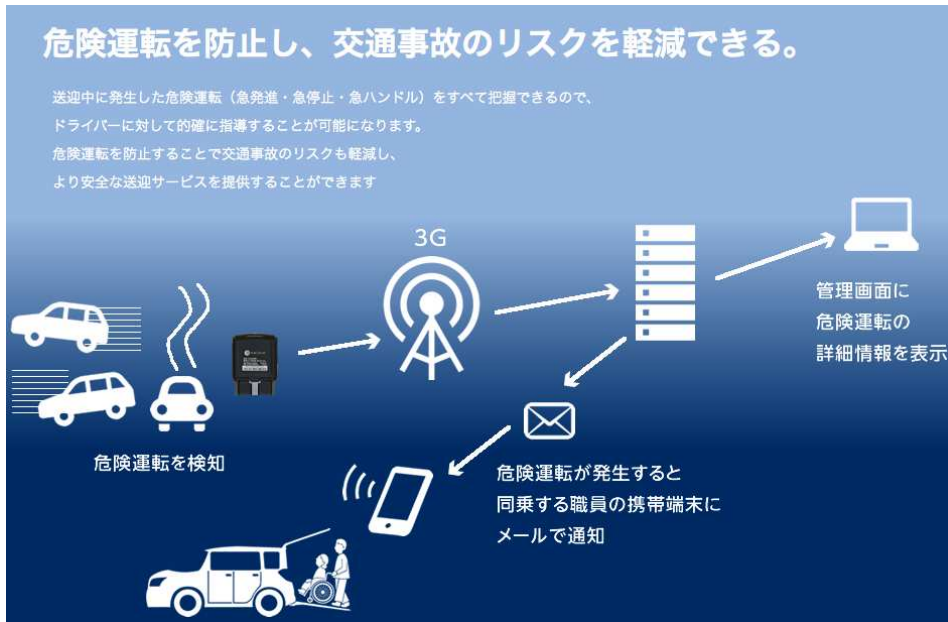 危険運転を防止し、交通事故のリスクを軽減できる。
送迎中に発生した危険運転（急発進・急停止・急ハンドル）をすべて把握できるので、
ドライバーに対して的確に指導することが可能になります。
危険運転を防止することで交通事故のリスクも軽減し、
より安全な送迎サービスを提供することができます
3G
管理画面に
危険運転の
詳細情報を表示
危険運転を検知
危険運転が発生すると
同乗する職員の携帯端末に
メールで通知